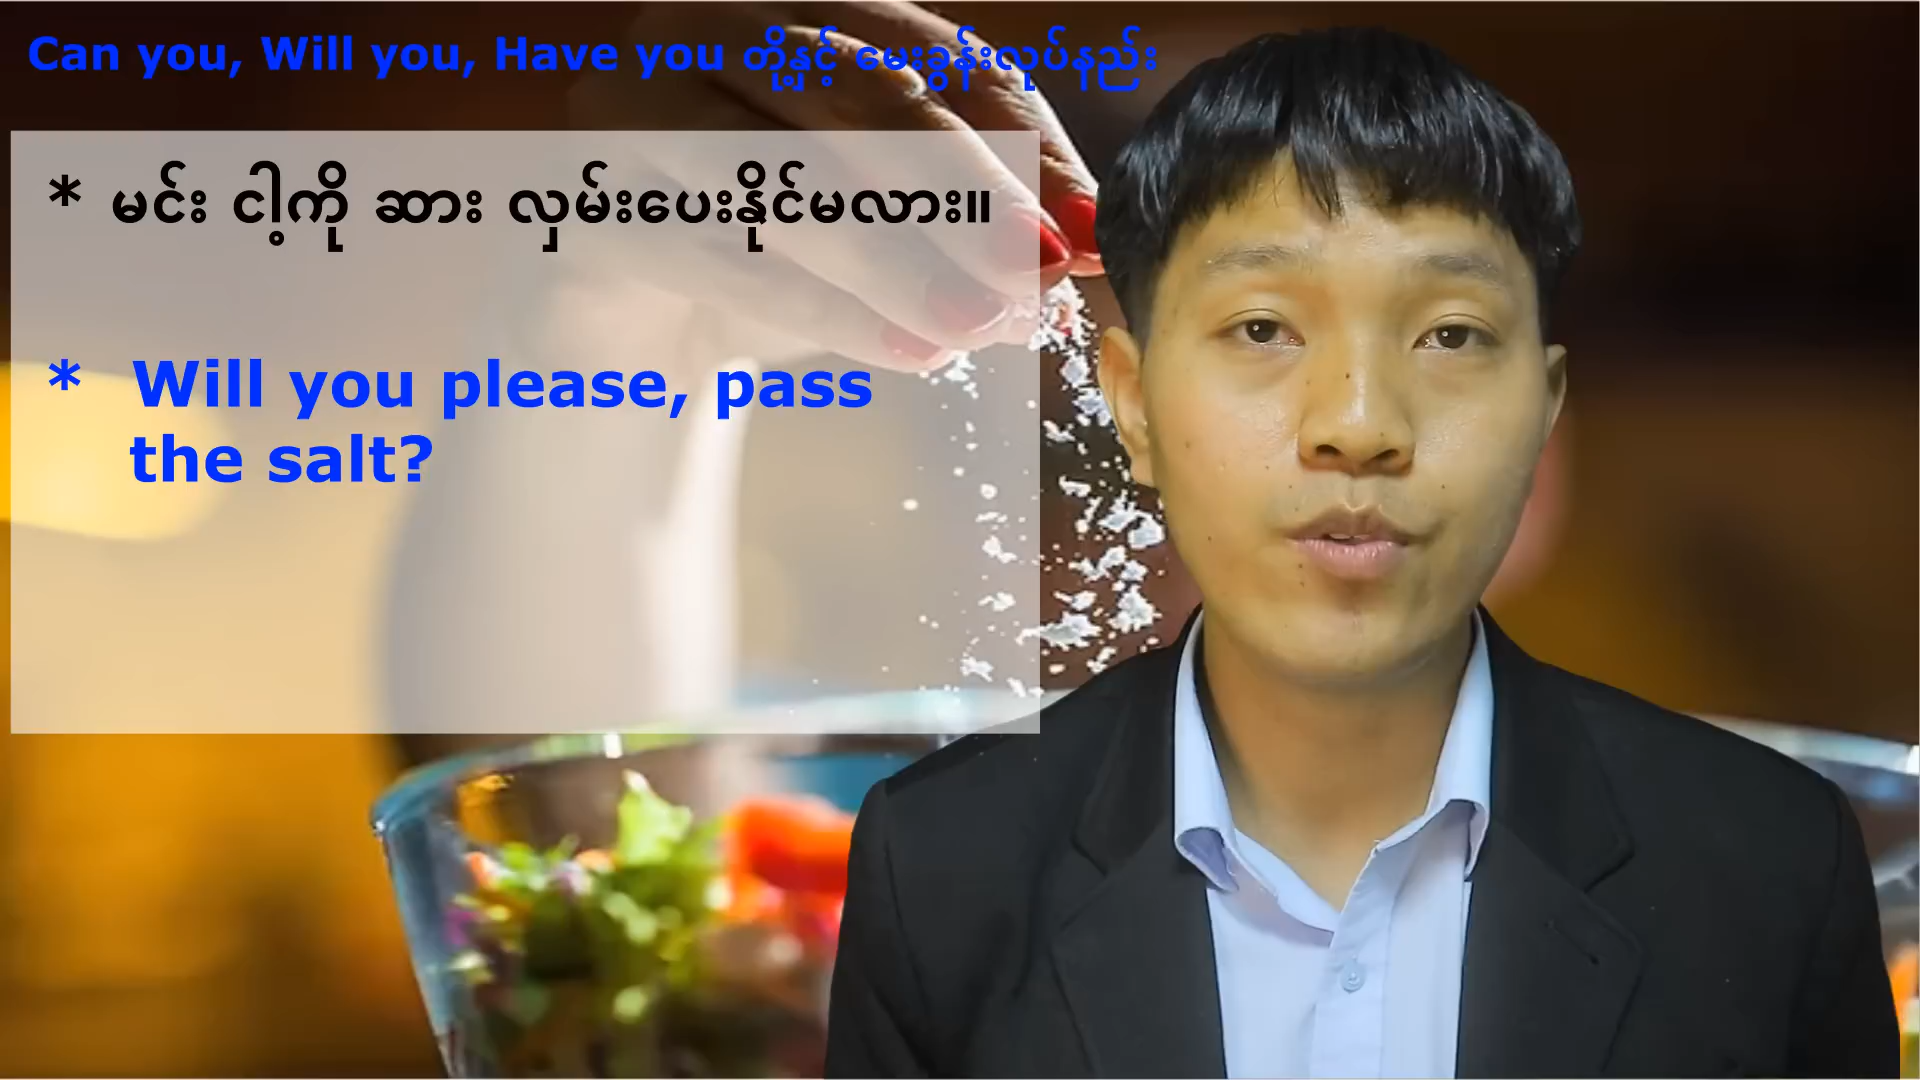 Can you, Will you, Have you တို့နှင့် မေးခွန်းလုပ်နည်း
* မင်း ငါ့ကို ဆား လှမ်းပေးနိုင်မလား။
* Will you please, pass
the salt?